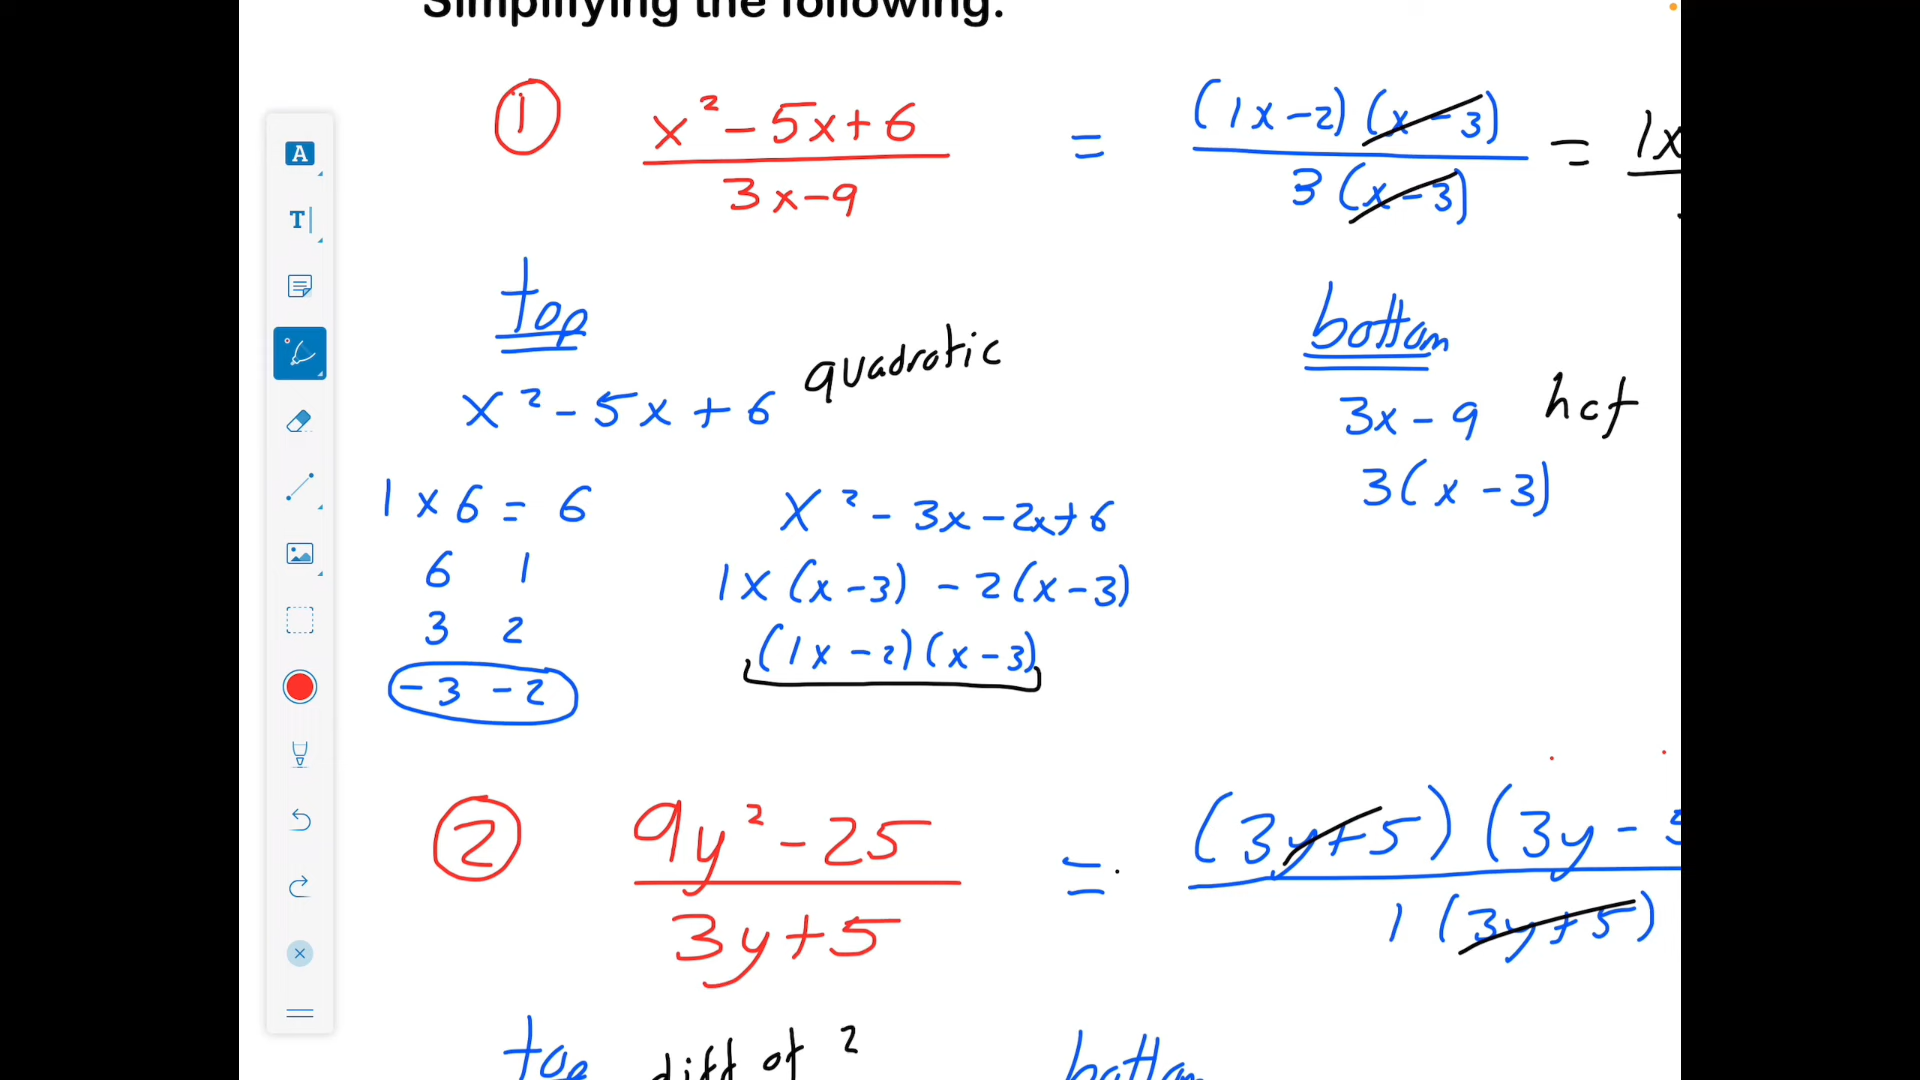 Simplifying the following:
① x² - 5x + 6 / 3x - 9 = (1x - 2)(x - 3) / 3(x - 3) = 1x
top
bottom
quadratic
x² - 5x + 6
3x - 9 hcf
3(x - 3)
1 × 6 = 6
x² - 3x - 2x + 6
6 1
1x(x - 3) - 2(x - 3)
3 2
(1x - 2)(x - 3)
-3 -2
② 9y² - 25 / 3y + 5 = (3y + 5)(3y - 5 / 1(3y + 5)
top diff of 2
bottom
A
T